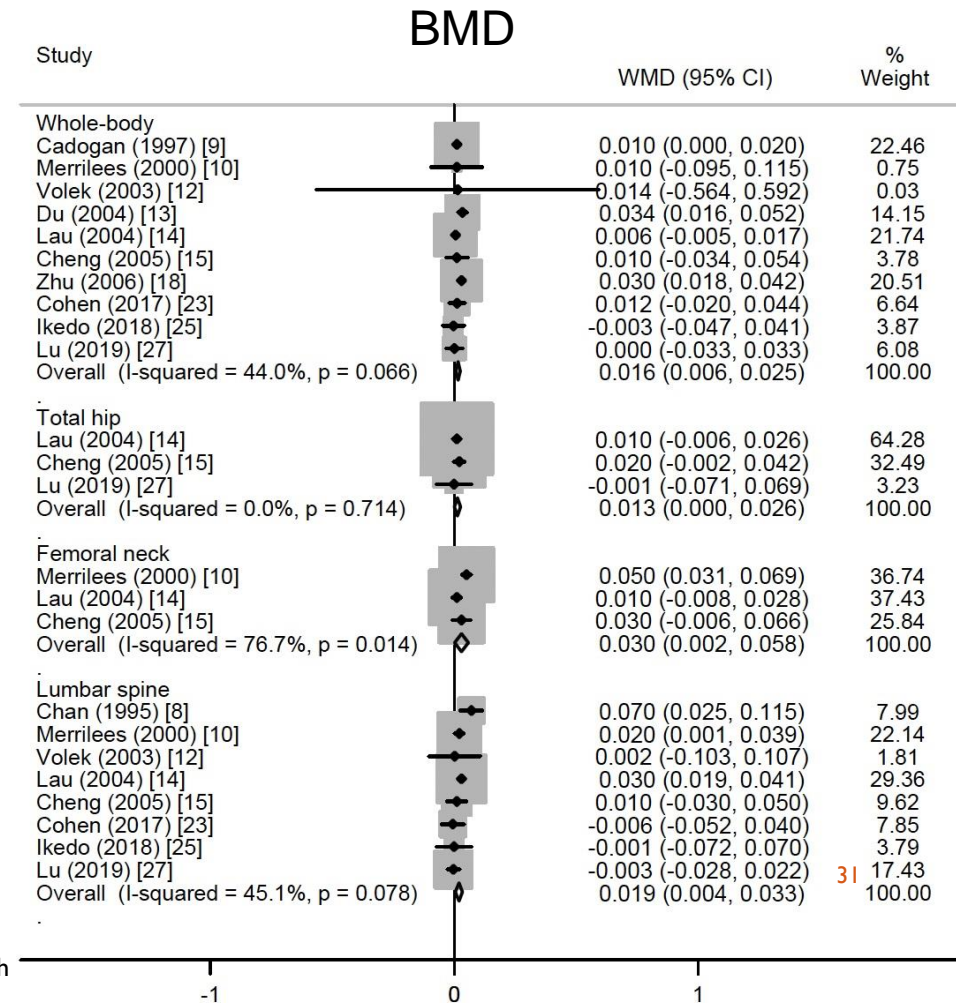 BMD
Study
%
WMD (95% CI) Weight
Whole-body
Cadogan (1997) [9] 0.010 (0.000, 0.020) 22.46
Merrilees (2000) [10] 0.010 (-0.095, 0.115) 0.75
Volek (2003) [12] 0.014 (-0.564, 0.592) 0.03
Du (2004) [13] 0.034 (0.016, 0.052) 14.15
Lau (2004) [14] 0.006 (-0.005, 0.017) 21.74
Cheng (2005) [15] 0.010 (-0.034, 0.054) 3.78
Zhu (2006) [18] 0.030 (0.018, 0.042) 20.51
Cohen (2017) [23] 0.012 (-0.020, 0.044) 6.64
Ikedo (2018) [25] -0.003 (-0.047, 0.041) 3.87
Lu (2019) [27] 0.000 (-0.033, 0.033) 6.08
Overall (I-squared = 44.0%, p = 0.066) 0.016 (0.006, 0.025) 100.00
.
Total hip
Lau (2004) [14] 0.010 (-0.006, 0.026) 64.28
Cheng (2005) [15] 0.020 (-0.002, 0.042) 32.49
Lu (2019) [27] -0.001 (-0.071, 0.069) 3.23
Overall (I-squared = 0.0%, p = 0.714) 0.013 (0.000, 0.026) 100.00
.
Femoral neck
Merrilees (2000) [10] 0.050 (0.031, 0.069) 36.74
Lau (2004) [14] 0.010 (-0.008, 0.028) 37.43
Cheng (2005) [15] 0.030 (-0.006, 0.066) 25.84
Overall (I-squared = 76.7%, p = 0.014) 0.030 (0.002, 0.058) 100.00
.
Lumbar spine
Chan (1995) [8] 0.070 (0.025, 0.115) 7.99
Merrilees (2000) [10] 0.020 (0.001, 0.039) 22.14
Volek (2003) [12] 0.002 (-0.103, 0.107) 1.81
Lau (2004) [14] 0.030 (0.019, 0.041) 29.36
Cheng (2005) [15] 0.010 (-0.030, 0.050) 9.62
Cohen (2017) [23] -0.006 (-0.052, 0.040) 7.85
Ikedo (2018) [25] -0.001 (-0.072, 0.070) 3.79
Lu (2019) [27] -0.003 (-0.028, 0.022) 31 17.43
Overall (I-squared = 45.1%, p = 0.078) 0.019 (0.004, 0.033) 100.00
.
h
-1 0 1